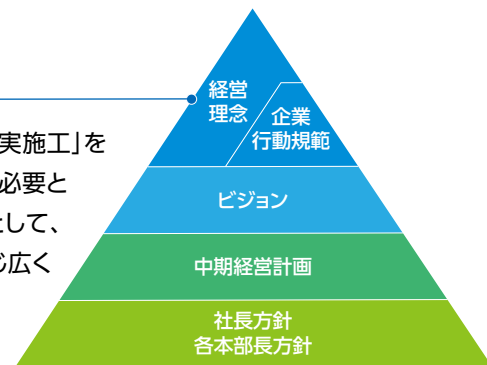 経営
理念
企業
行動規範
実施工」を
必要と
して、
広く
ビジョン
中期経営計画
社長方針
各本部長方針